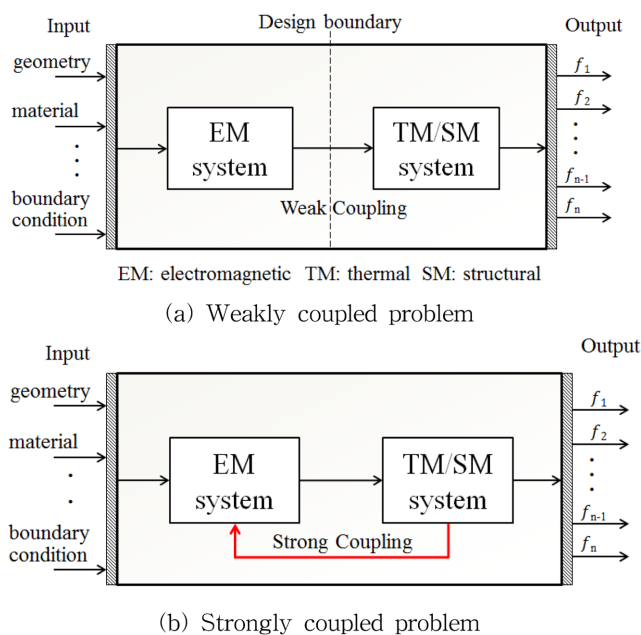 Input
Design boundary
Output
geometry
material
boundary
condition
EM
system
TM/SM
system
Weak Coupling
f1
f2
fn-1
fn
EM: electromagnetic TM: thermal SM: structural
(a) Weakly coupled problem
Input
Output
geometry
material
boundary
condition
EM
system
TM/SM
system
Strong Coupling
f1
f2
fn-1
fn
(b) Strongly coupled problem